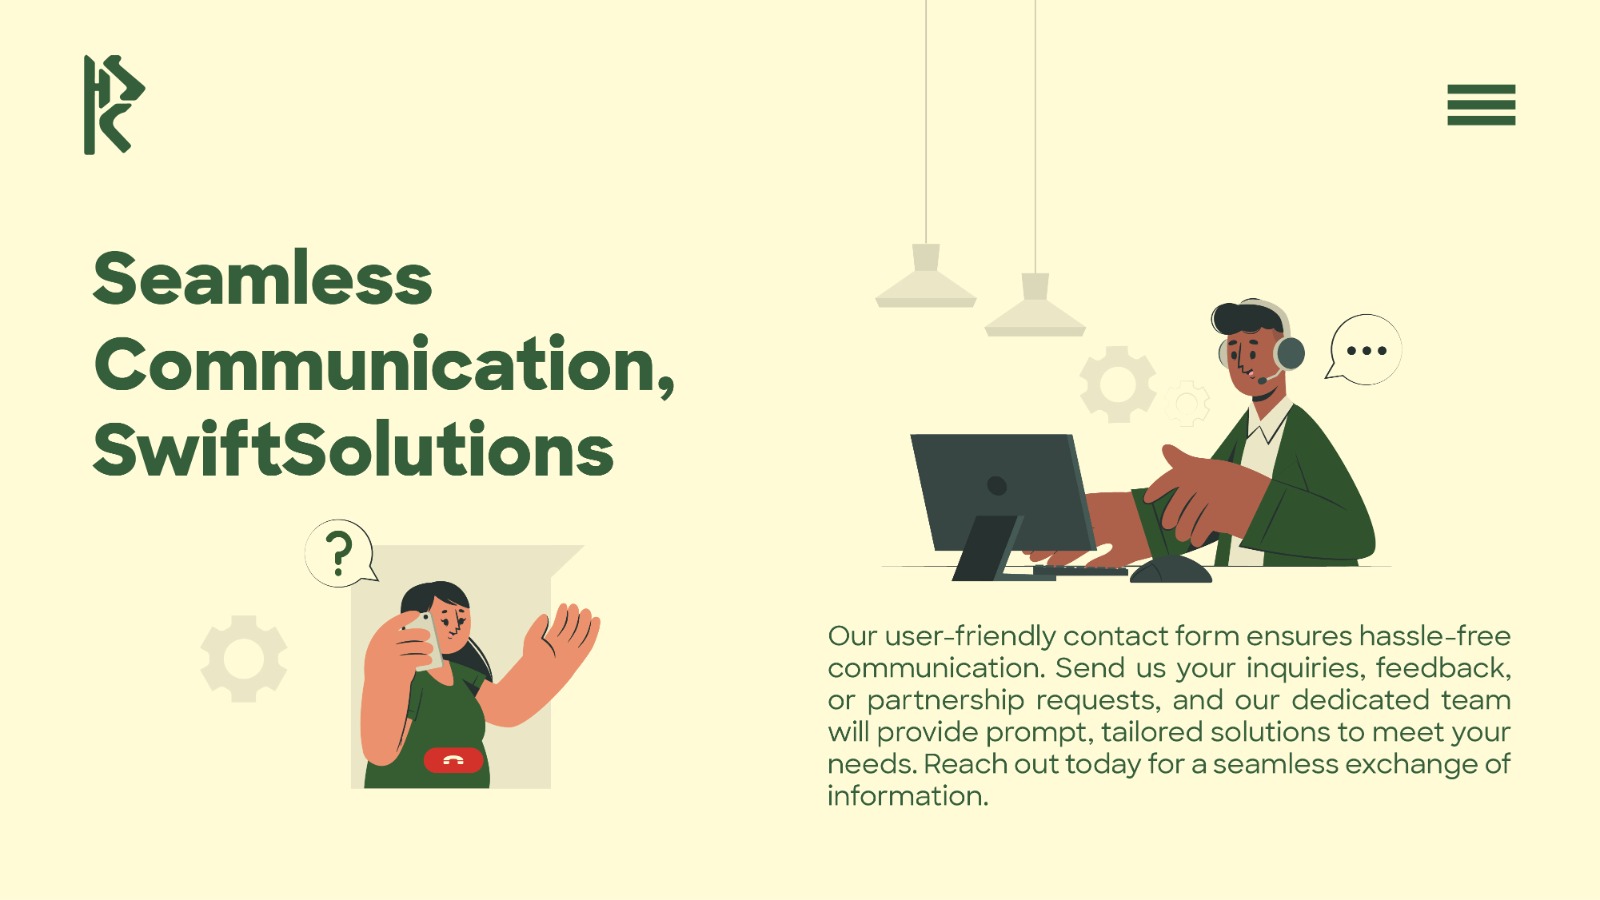 Seamless
Communication,
SwiftSolutions
?
Our user-friendly contact form ensures hassle-free
communication. Send us your inquiries, feedback,
or partnership requests, and our dedicated team
will provide prompt, tailored solutions to meet your
needs. Reach out today for a seamless exchange of
information.